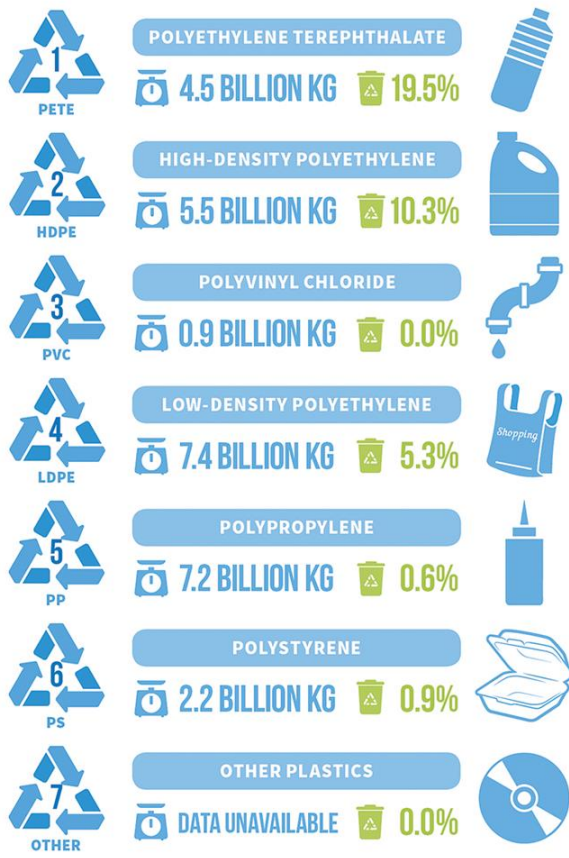 1
PETE
POLYETHYLENE TEREPHTHALATE
4.5 BILLION KG 19.5%
2
HDPE
HIGH-DENSITY POLYETHYLENE
5.5 BILLION KG 10.3%
3
PVC
POLYVINYL CHLORIDE
0.9 BILLION KG 0.0%
4
LDPE
LOW-DENSITY POLYETHYLENE
7.4 BILLION KG 5.3%
Shopping
5
PP
POLYPROPYLENE
7.2 BILLION KG 0.6%
6
PS
POLYSTYRENE
2.2 BILLION KG 0.9%
7
OTHER
OTHER PLASTICS
DATA UNAVAILABLE 0.0%